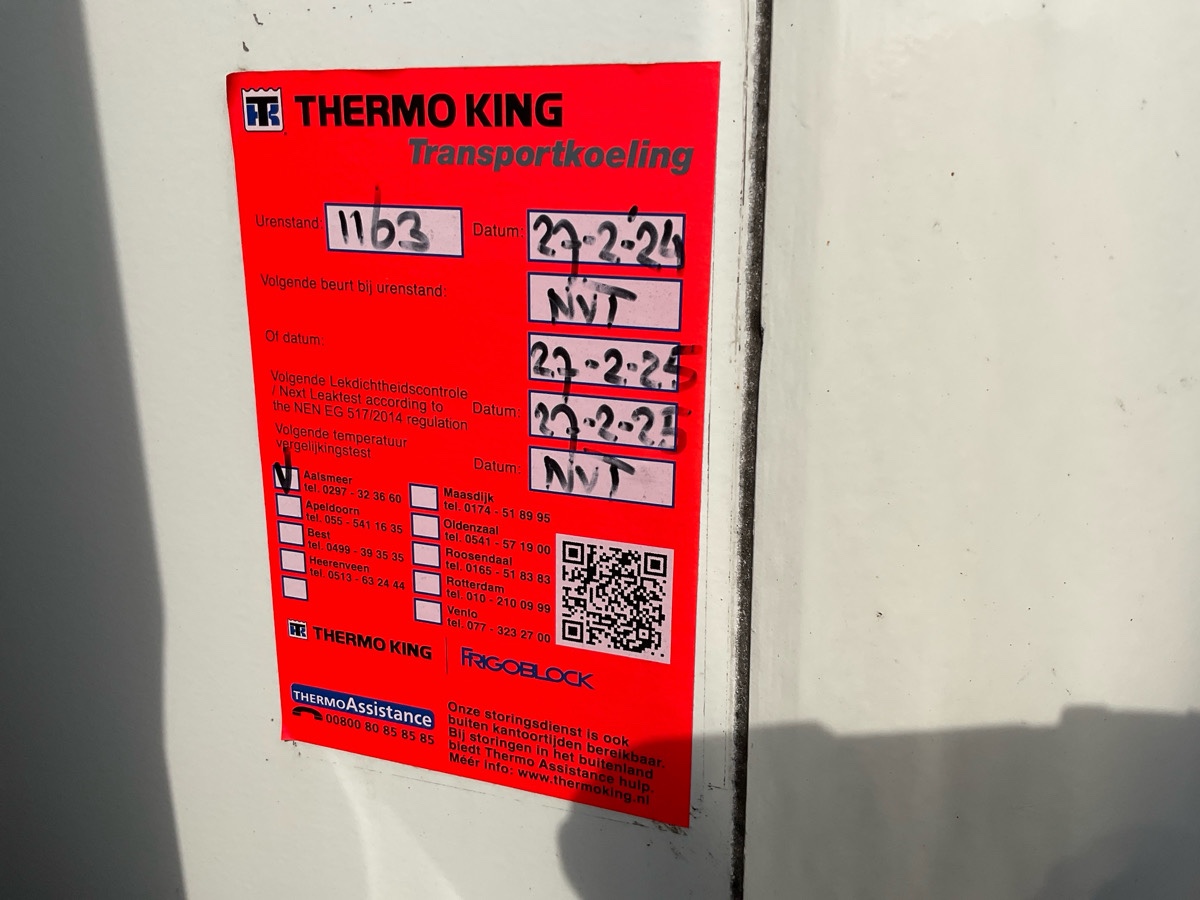 THERMO KING
Transportkoeling
Urenstand: 1163 Datum: 27-2-'24
Volgende beurt bij urenstand: NVT
Of datum: 27-2-25
Volgende Lekdichtheidscontrole
/ Next Leaktest according to Datum: 27-2-25
the NEN EG 517/2014 regulation
Volgende temperatuur
vergelijkingstest Datum: NVT
Aalsmeer
tel. 0297 - 32 36 60
Apeldoorn
tel. 055 - 541 16 35
Best
tel. 0499 - 39 35 35
Heerenveen
tel. 0513 - 63 24 44
Maasdijk
tel. 0174 - 51 89 95
Oldenzaal
tel. 0541 - 57 19 00
Roosendaal
tel. 0165 - 51 83 83
Rotterdam
tel. 010 - 210 09 99
Venlo
tel. 077 - 323 27 00
THERMO KING
FRIGOBLOCK
THERMOAssistance
00800 80 85 85 85
Onze storingsdienst is ook
buiten kantoortijden bereikbaar.
Bij storingen in het buitenland
biedt Thermo Assistance hulp.
Méér info: www.thermoking.nl